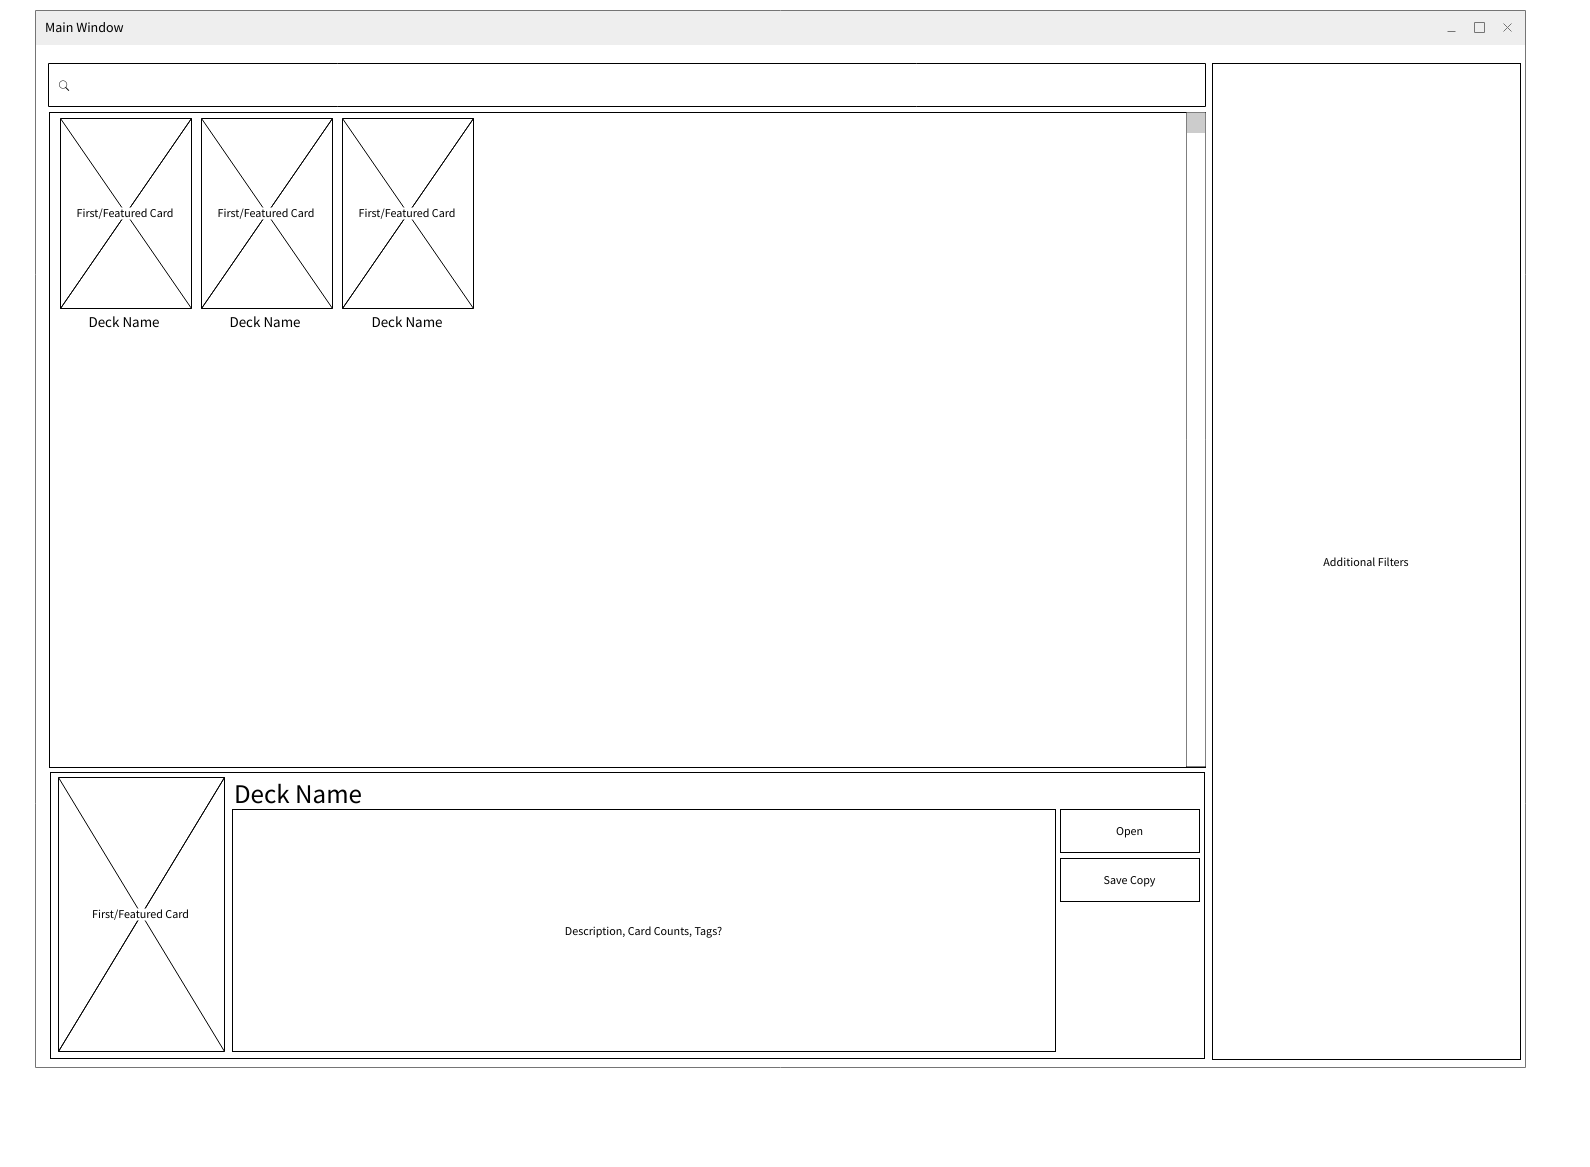 Main Window
First/Featured Card
First/Featured Card
First/Featured Card
Deck Name
Deck Name
Deck Name
Additional Filters
Deck Name
Open
Save Copy
First/Featured Card
Description, Card Counts, Tags?